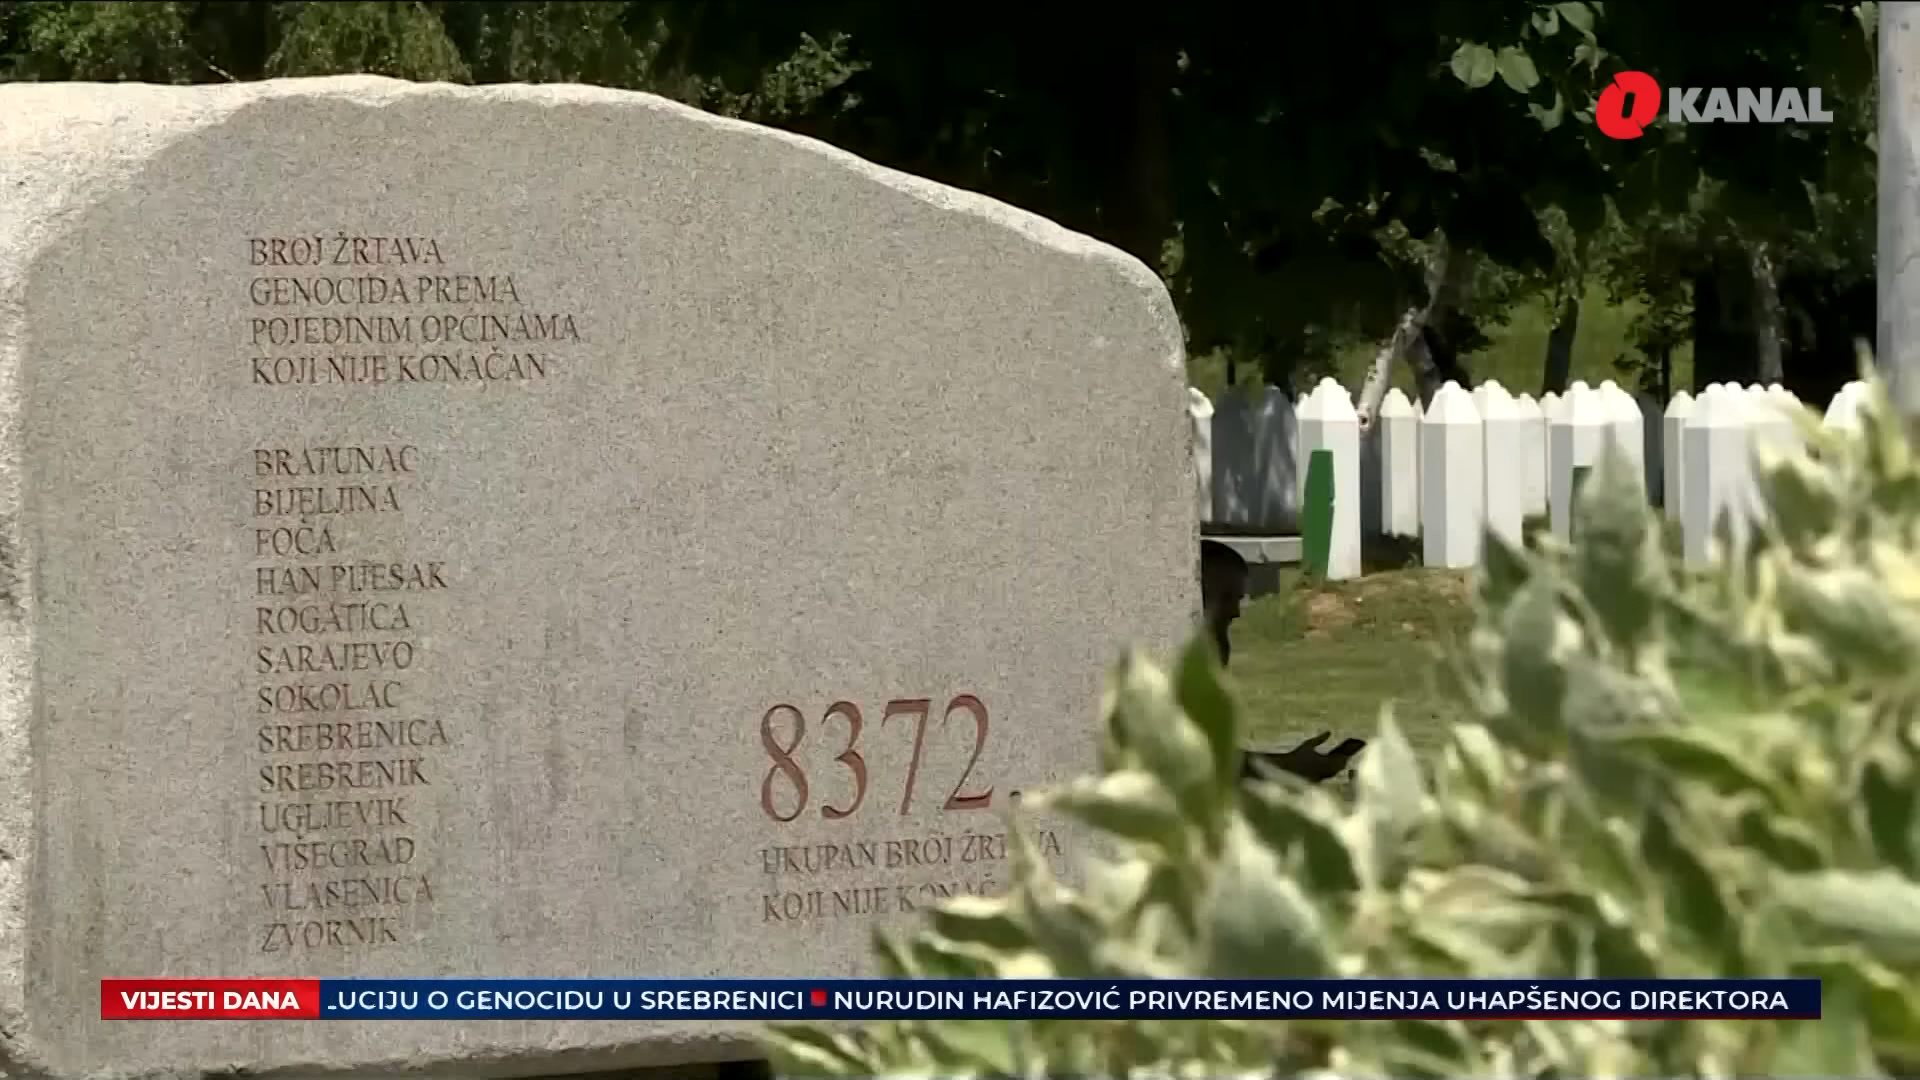 KANAL
BROJ ŽRTAVA
GENOCIDA PREMA
POJEDINIM OPĆINAMA
KOJI NIJE KONAČAN
BRATUNAC
BIJELJINA
FOČA
HAN PIJESAK
ROGATICA
SARAJEVO
SOKOLAC
SREBRENICA
SREBRENIK
UGLJEVIK
VIŠEGRAD
VLASENICA
ZVORNIK
8372...
UKUPAN BROJ ŽRTAVA
KOJI NIJE KONAČ
VIJESTI DANA
LUCIJU O GENOCIDU U SREBRENICI ▪ NURUDIN HAFIZOVIĆ PRIVREMENO MIJENJA UHAPŠENOG DIREKTORA